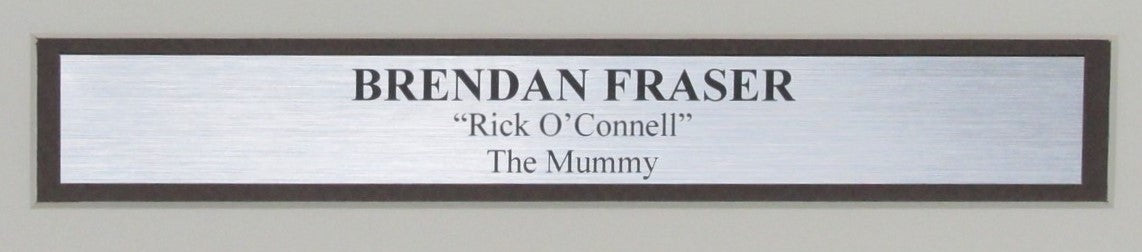 BRENDAN FRASER
“Rick O’Connell”
The Mummy